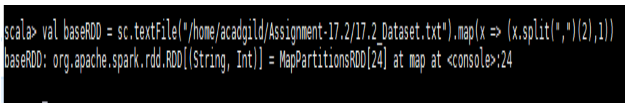 scala> val baseRDD = sc.textFile("/home/acadgild/Assignment-17.2/17.2_Dataset.txt").map(x => (x.split(",")(2),1))
baseRDD: org.apache.spark.rdd.RDD[(String, Int)] = MapPartitionsRDD[24] at map at <console>:24